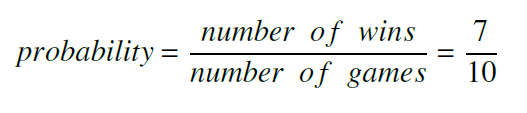 probability = number of wins / number of games = 7 / 10